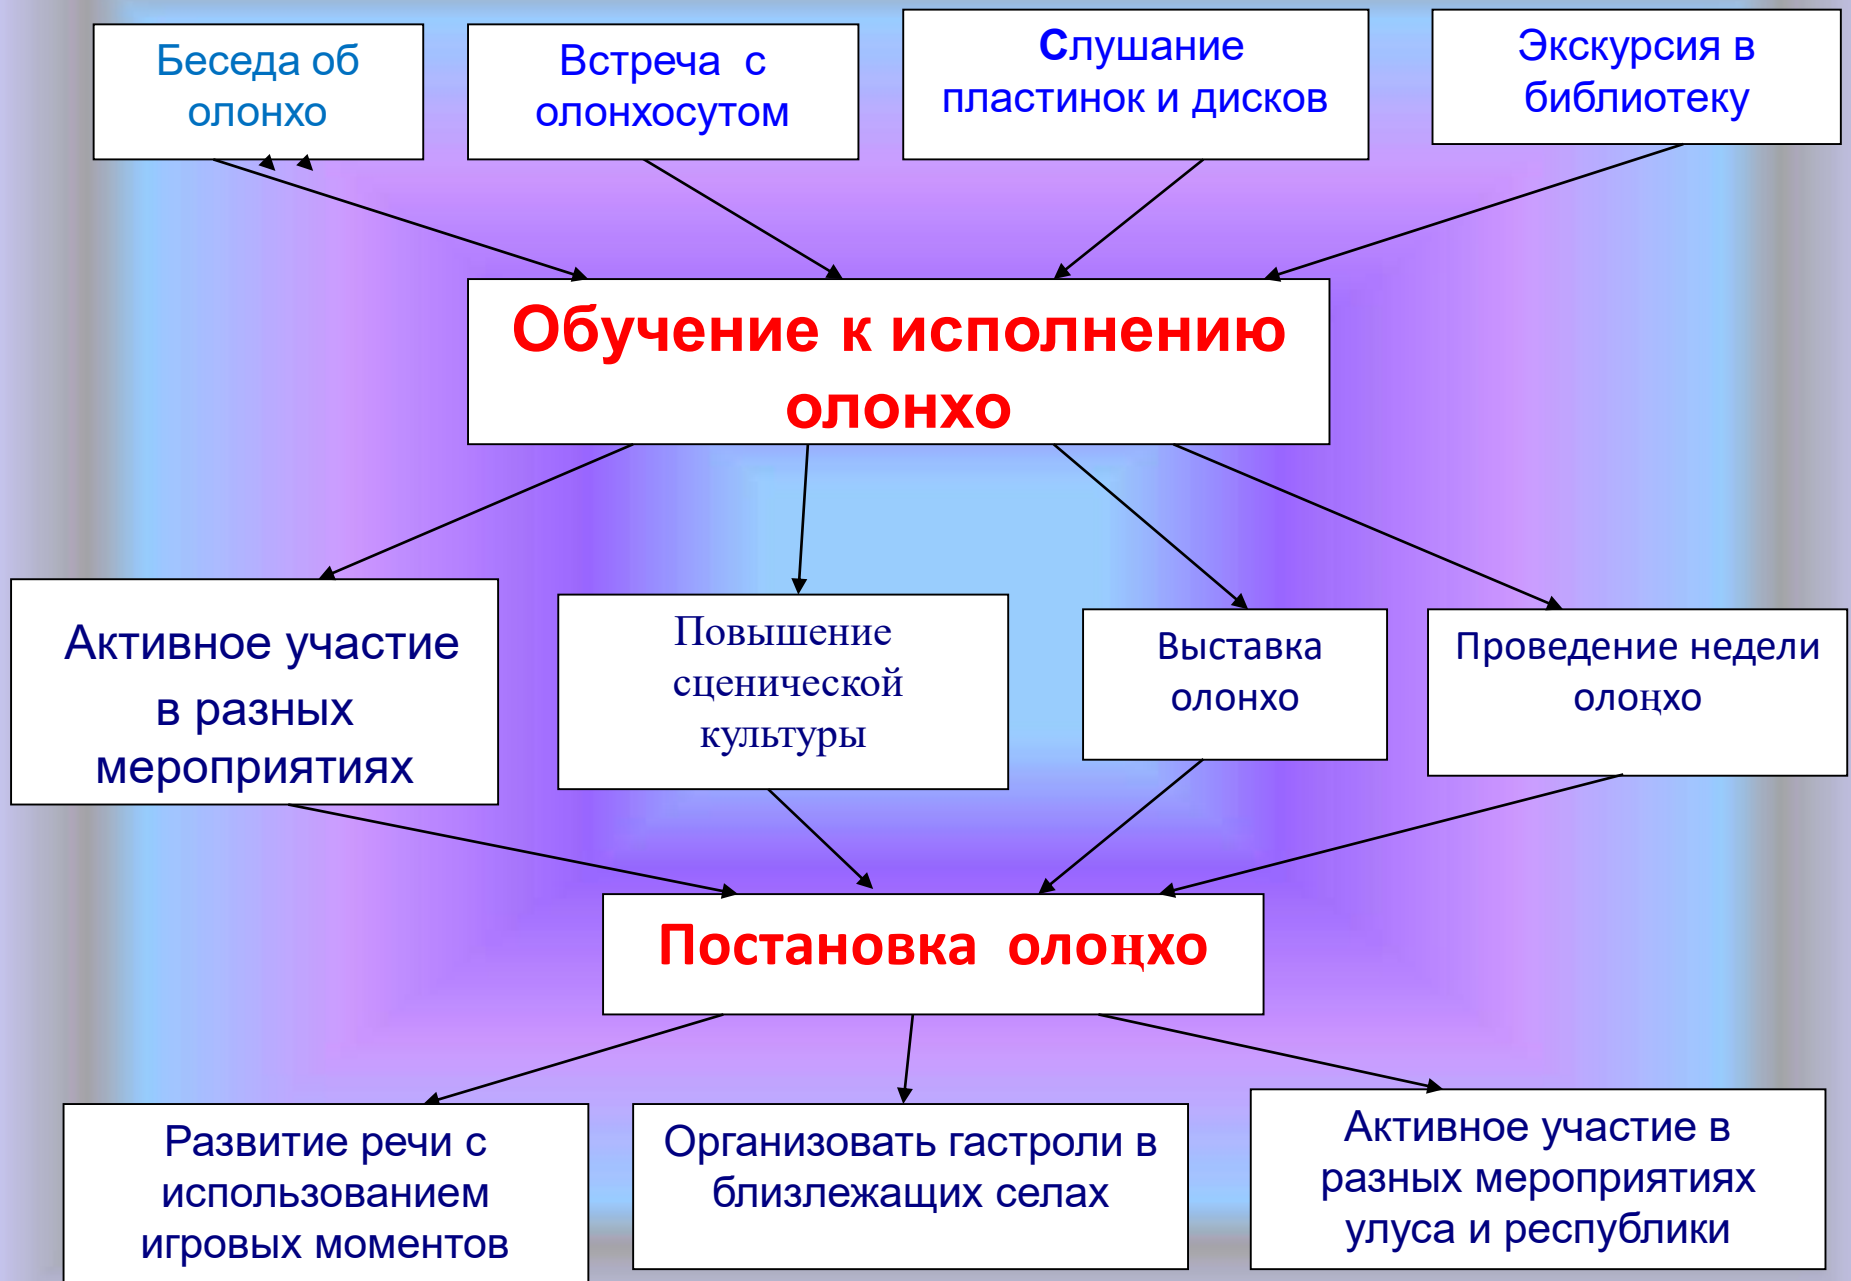 Беседа об
олонхо
Встреча с
олонхосутом
Слушание
пластинок и дисков
Экскурсия в
библиотеку
Обучение к исполнению
олонхо
Активное участие
в разных
мероприятиях
Повышение
сценической
культуры
Выставка
олонхо
Проведение недели
олоңхо
Постановка олоңхо
Развитие речи с
использованием
игровых моментов
Организовать гастроли в
близлежащих селах
Активное участие в
разных мероприятиях
улуса и республики